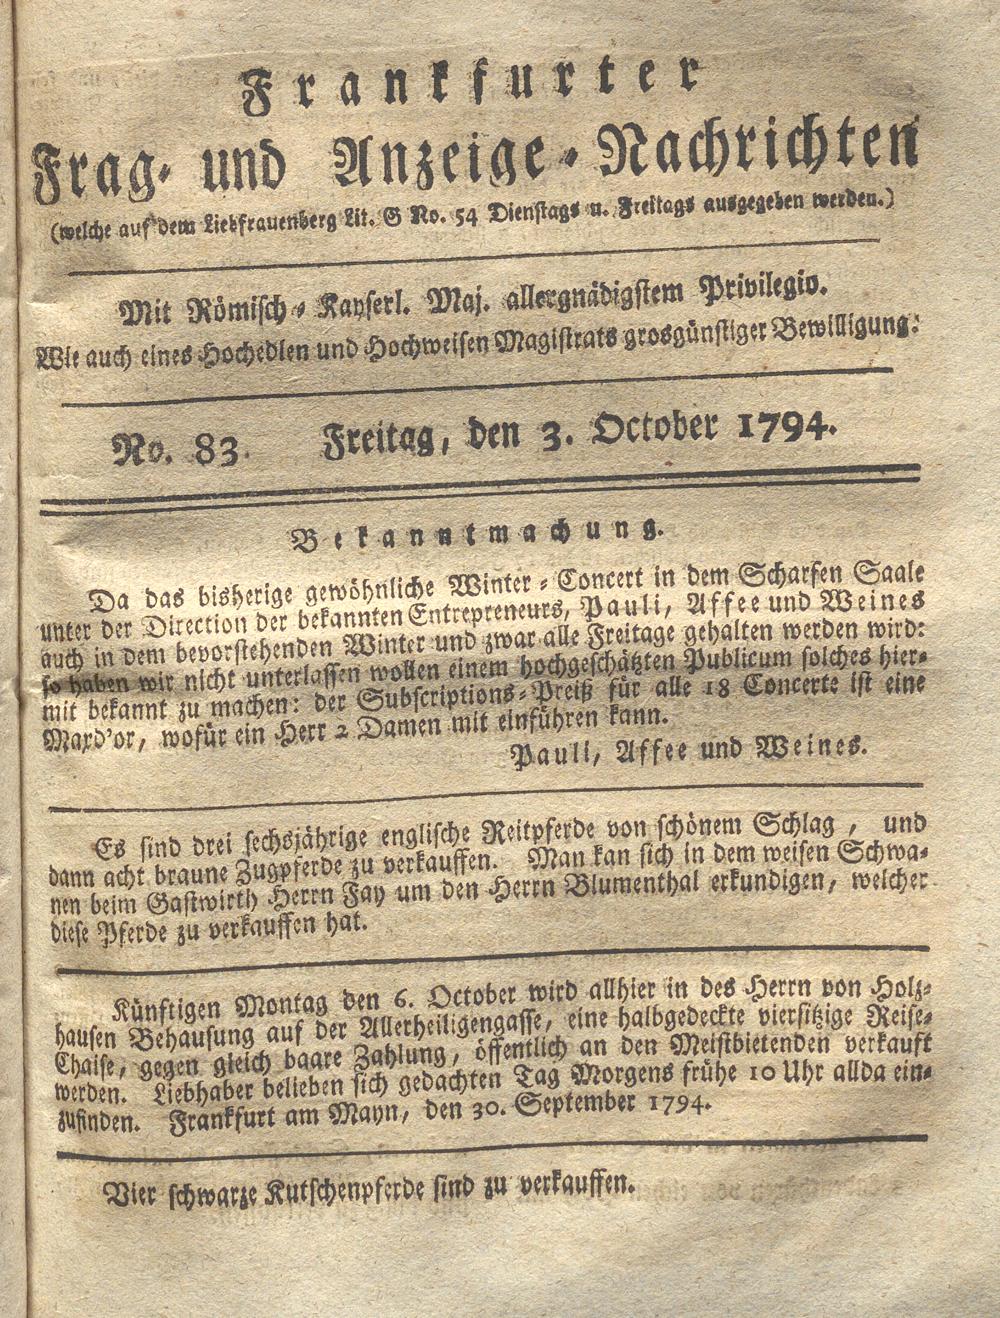 Frankfurter
Frag- und Anzeige-Nachrichten
(welche auf dem Liebfrauenberg Lit. G No. 54 Dienstags u. Freitags ausgegeben werden.)
Mit Römisch-Kayserl. Maj. allergnädigstem Privilegio.
Wie auch eines Hochedlen und Hochweisen Magistrats grosgünstiger Bewilligung.
No. 83. Freitag, den 3. October 1794.
Bekanntmachung.
Da das bisherige gewöhnliche Winter-Concert in dem Scharfen Saale
unter der Direction der bekannten Entrepreneurs, Pauli, Affee und Weines
auch in dem bevorstehenden Winter und zwar alle Freitage gehalten werden wird:
so haben wir nicht unterlassen wollen einem hochgeschätzten Publicum solches hier-
mit bekannt zu machen: der Subscriptions-Preiß für alle 18 Concerte ist eine
Maxd'or, wofür ein Herr 2 Damen mit einführen kann.
Pauli, Affee und Weines.
Es sind drei sechsjährige englische Reitpferde von schönem Schlag, und
dann acht braune Zugpferde zu verkauffen. Man kan sich in dem weisen Schwa-
nen beim Gastwirth Herrn Fay um den Herrn Blumenthal erkundigen, welcher
diese Pferde zu verkauffen hat.
Künftigen Montag den 6. October wird allhier in des Herrn von Holz-
hausen Behausung auf der Allerheiligengasse, eine halbgedeckte viersitzige Reise-
Chaise, gegen gleich baare Zahlung, öffentlich an den Meistbietenden verkauft
werden. Liebhaber belieben sich gedachten Tag Morgens frühe 10 Uhr allda ein-
zufinden. Frankfurt am Mayn, den 30. September 1794.
Vier schwarze Kutschenpferde sind zu verkauffen.